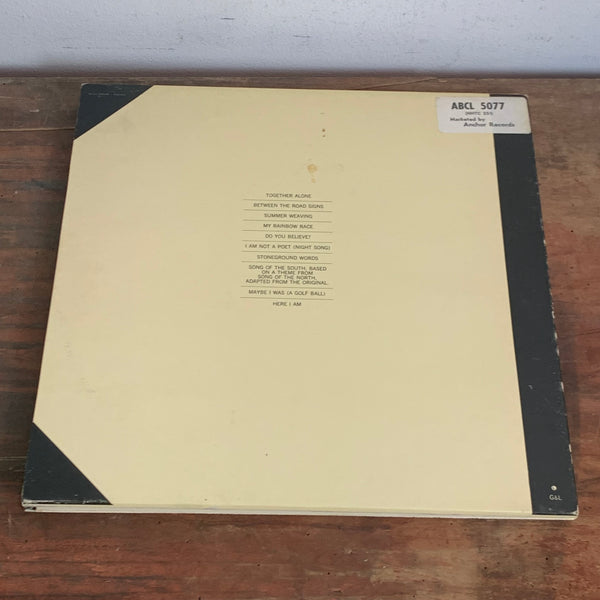 ABCL 5077
Marketed by
Anchor Records
TOGETHER ALONE
BETWEEN THE ROAD SIGNS
SUMMER WEAVING
MY RAINBOW RACE
DO YOU BELIEVE?
I AM NOT A POET (NIGHT SONG)
STONEGROUND WORDS
SONG OF THE SOUTH, BASED
ON A THEME FROM
SONG OF THE NORTH,
ADAPTED FROM THE ORIGINAL.
MAYBE I WAS (A GOLF BALL)
HERE I AM
G&L